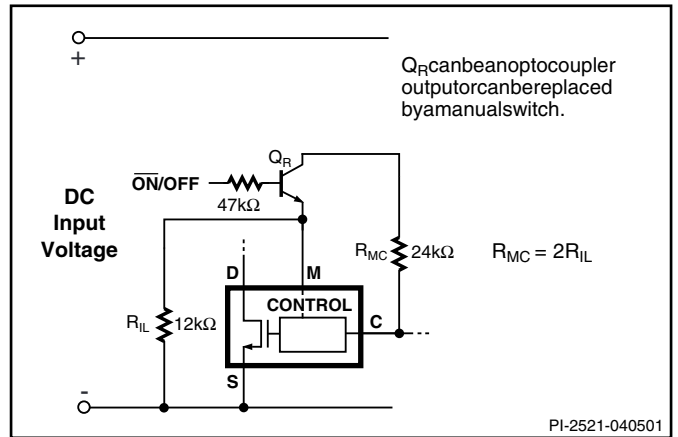 +
QRcanbeanoptocoupler
outputorcanbereplaced
byamanualswitch.
QR
ON/OFF
47kΩ
DC
Input
Voltage
RMC 24kΩ
RMC = 2RIL
D M
CONTROL
C
RIL 12kΩ
S
-
PI-2521-040501